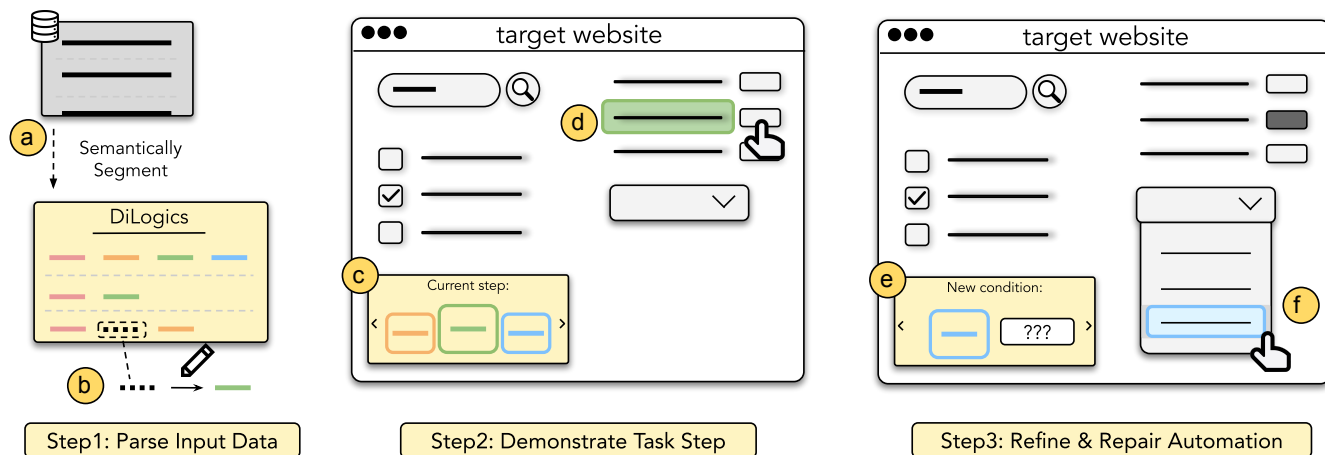 a
Semantically
Segment
DiLogics
b
Step1: Parse Input Data
target website
d
c
Current step:
<
>
Step2: Demonstrate Task Step
target website
e
New condition:
<
???
>
f
Step3: Refine & Repair Automation